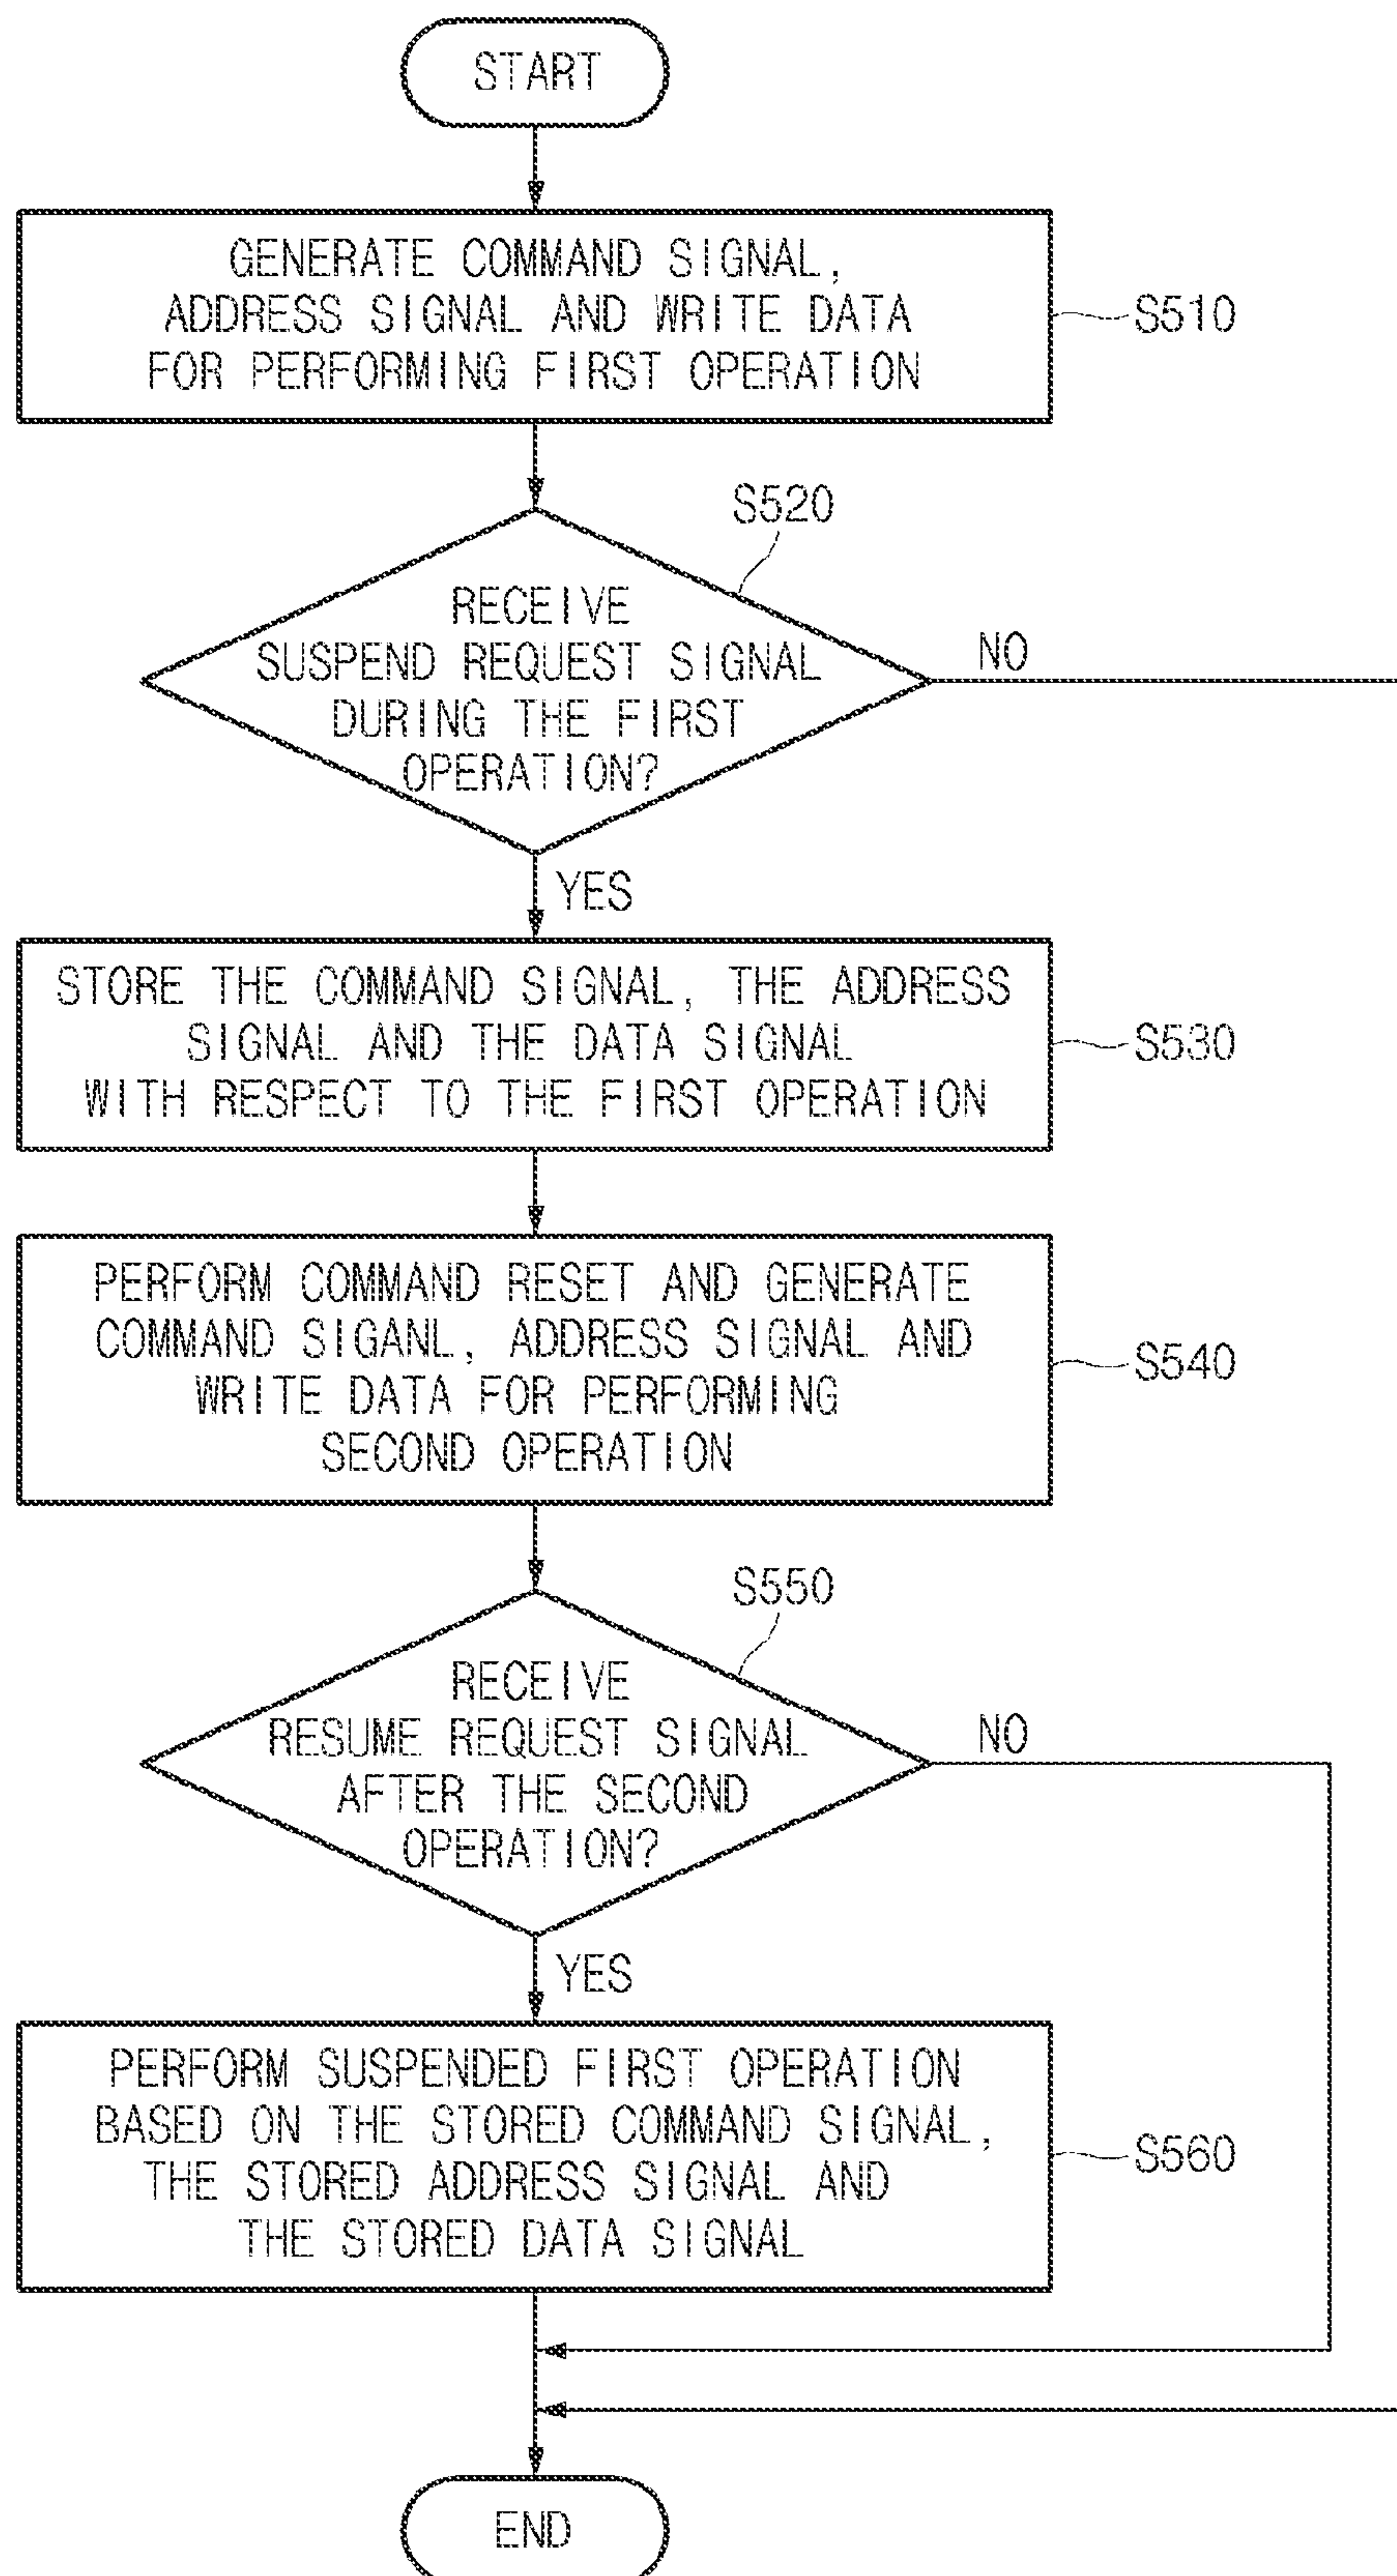 START
GENERATE COMMAND SIGNAL,
ADDRESS SIGNAL AND WRITE DATA
FOR PERFORMING FIRST OPERATION
S510
S520
RECEIVE
SUSPEND REQUEST SIGNAL
DURING THE FIRST
OPERATION?
NO
YES
STORE THE COMMAND SIGNAL, THE ADDRESS
SIGNAL AND THE DATA SIGNAL
WITH RESPECT TO THE FIRST OPERATION
S530
PERFORM COMMAND RESET AND GENERATE
COMMAND SIGANL, ADDRESS SIGNAL AND
WRITE DATA FOR PERFORMING
SECOND OPERATION
S540
S550
RECEIVE
RESUME REQUEST SIGNAL
AFTER THE SECOND
OPERATION?
NO
YES
PERFORM SUSPENDED FIRST OPERATION
BASED ON THE STORED COMMAND SIGNAL,
THE STORED ADDRESS SIGNAL AND
THE STORED DATA SIGNAL
S560
END